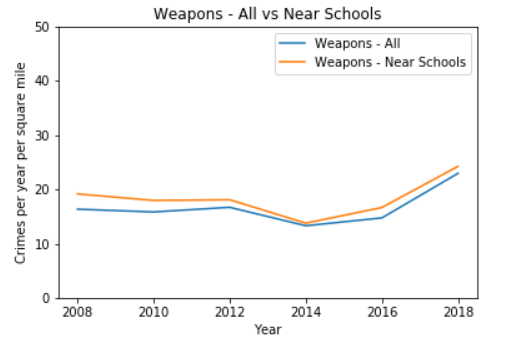 Weapons - All vs Near Schools
Weapons - All
Weapons - Near Schools
Crimes per year per square mile
50
40
30
20
10
0
2008 2010 2012 2014 2016 2018
Year